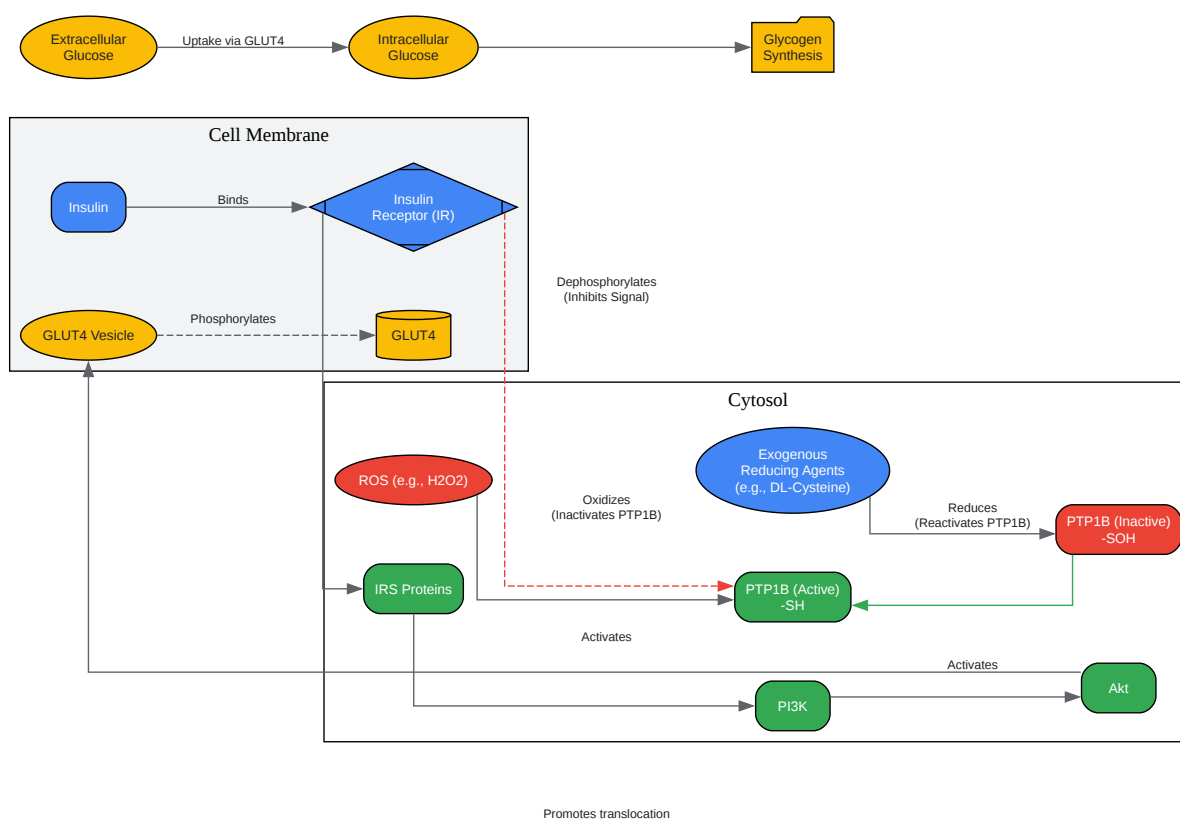 Extracellular
Glucose
Uptake via GLUT4
Intracellular
Glucose
Glycogen
Synthesis
Cell Membrane
Insulin
Binds
Insulin
Receptor (IR)
Dephosphorylates
(Inhibits Signal)
GLUT4 Vesicle
Phosphorylates
GLUT4
Cytosol
ROS (e.g., H2O2)
Exogenous
Reducing Agents
(e.g., DL-Cysteine)
Oxidizes
(Inactivates PTP1B)
Reduces
(Reactivates PTP1B)
PTP1B (Inactive)
-SOH
IRS Proteins
PTP1B (Active)
-SH
Activates
Activates
Akt
PI3K
Promotes translocation